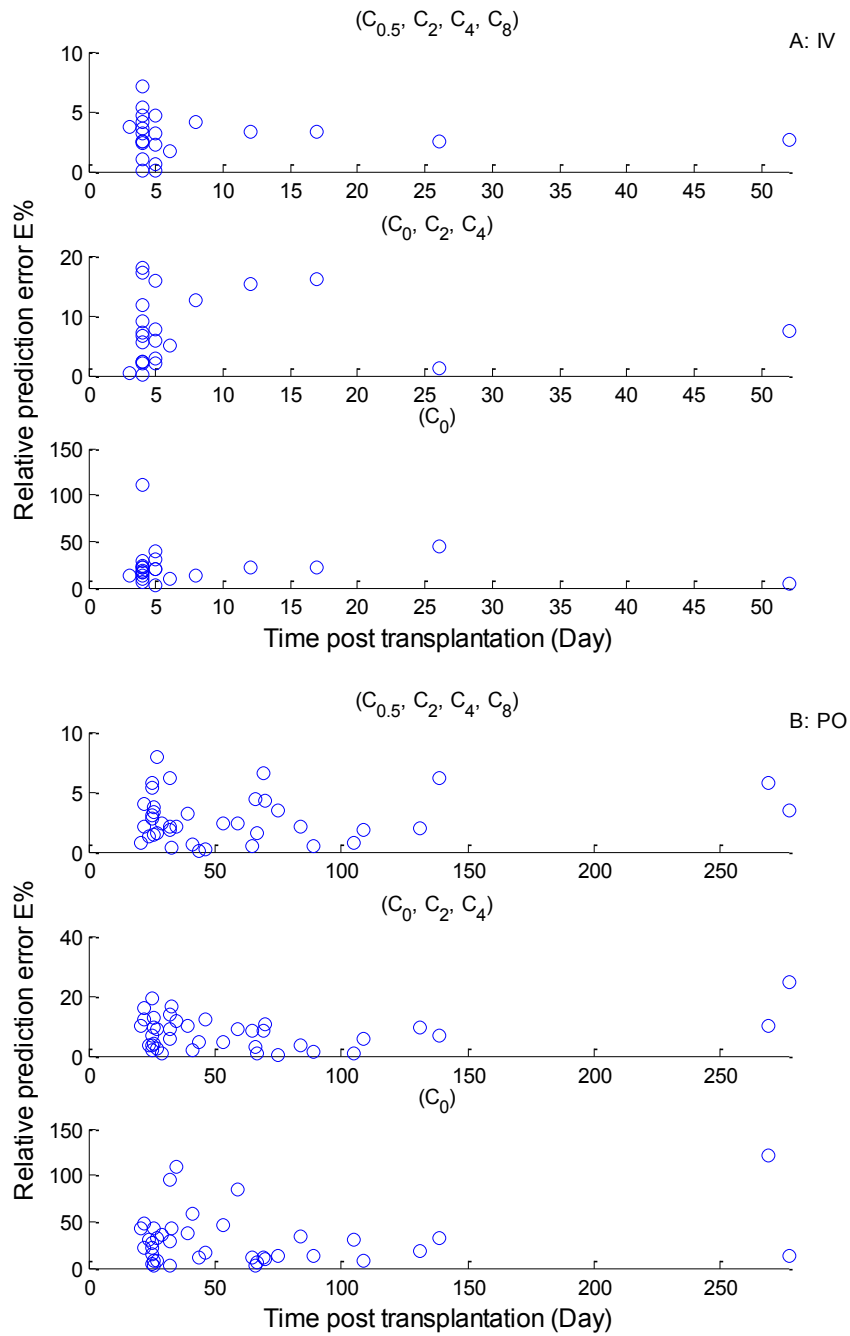 (C0.5, C2, C4, C8)
A: IV
10
5
0
0 5 10 15 20 25 30 35 40 45 50
(C0, C2, C4)
20
10
0
0 5 10 15 20 25 30 35 40 45 50
(C0)
150
100
50
0
0 5 10 15 20 25 30 35 40 45 50
Relative prediction error E%
Time post transplantation (Day)
(C0.5, C2, C4, C8)
B: PO
10
5
0
0 50 100 150 200 250
(C0, C2, C4)
40
20
0
0 50 100 150 200 250
(C0)
150
100
50
0
0 50 100 150 200 250
Relative prediction error E%
Time post transplantation (Day)